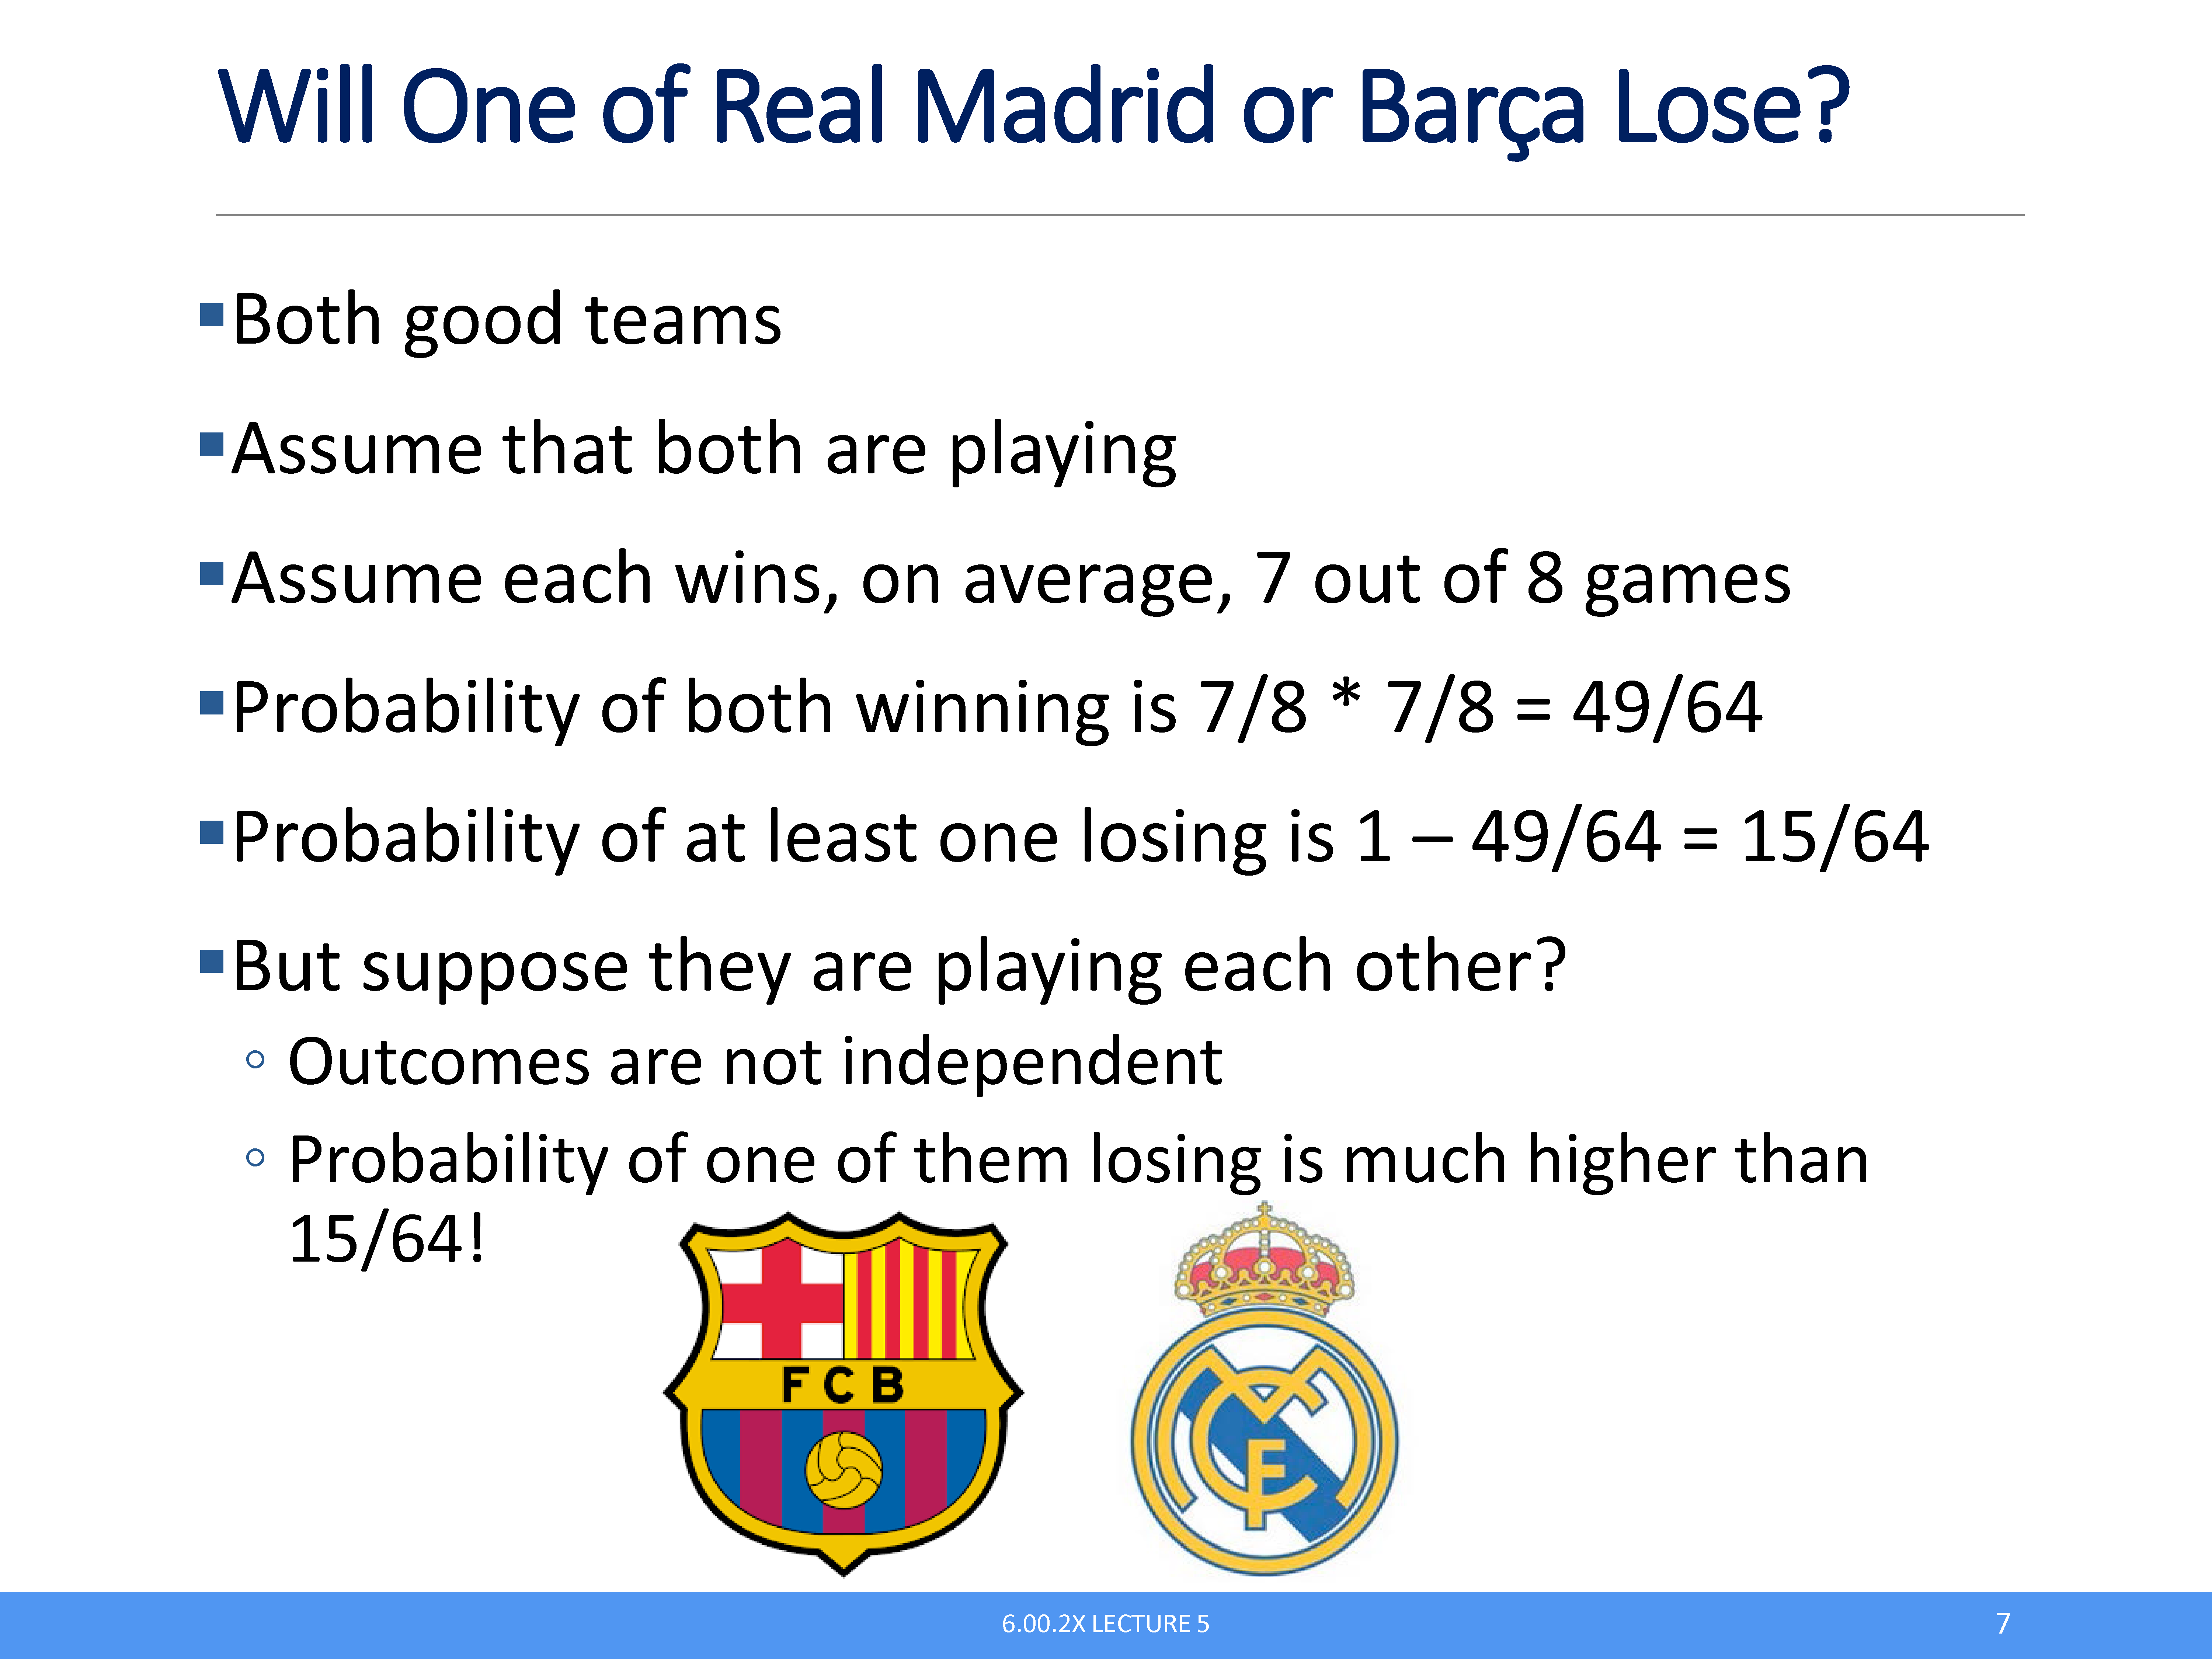 Will One of Real Madrid or Barça Lose?
▪Both good teams
▪Assume that both are playing
▪Assume each wins, on average, 7 out of 8 games
▪Probability of both winning is 7/8 * 7/8 = 49/64
▪Probability of at least one losing is 1 – 49/64 = 15/64
▪But suppose they are playing each other?
◦ Outcomes are not independent
◦ Probability of one of them losing is much higher than
15/64!
FCB
MCF
6.00.2X LECTURE 5
7